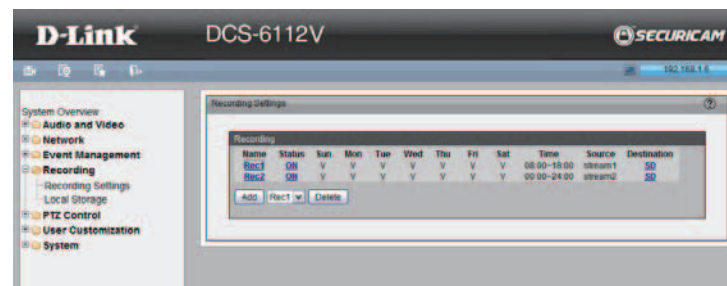 D-Link DCS-6112V SECURICAM
192.168.1.6
System Overview
Audio and Video
Network
Event Management
Recording
Recording Settings
Local Storage
PTZ Control
User Customization
System
Recording Settings
Recording
Name Status Sun Mon Tue Wed Thu Fri Sat Time Source Destination
Rec1 ON V V V V V V V 08:00~18:00 stream1 SD
Rec2 ON V V V V V V V 00:00~24:00 stream2 SD
Add Rec1 Delete